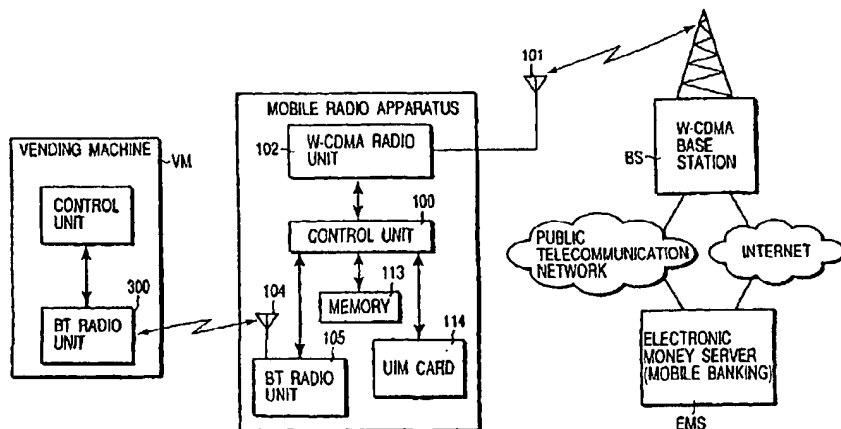 VENDING MACHINE
VM
CONTROL
UNIT
300
BT RADIO
UNIT
MOBILE RADIO APPARATUS
102
W-CDMA RADIO
UNIT
100
CONTROL UNIT
113
MEMORY
104
105
BT RADIO
UNIT
114
UIM CARD
101
BS
W-CDMA
BASE
STATION
PUBLIC
TELECOMMUNICATION
NETWORK
INTERNET
ELECTRONIC
MONEY SERVER
(MOBILE BANKING)
EMS